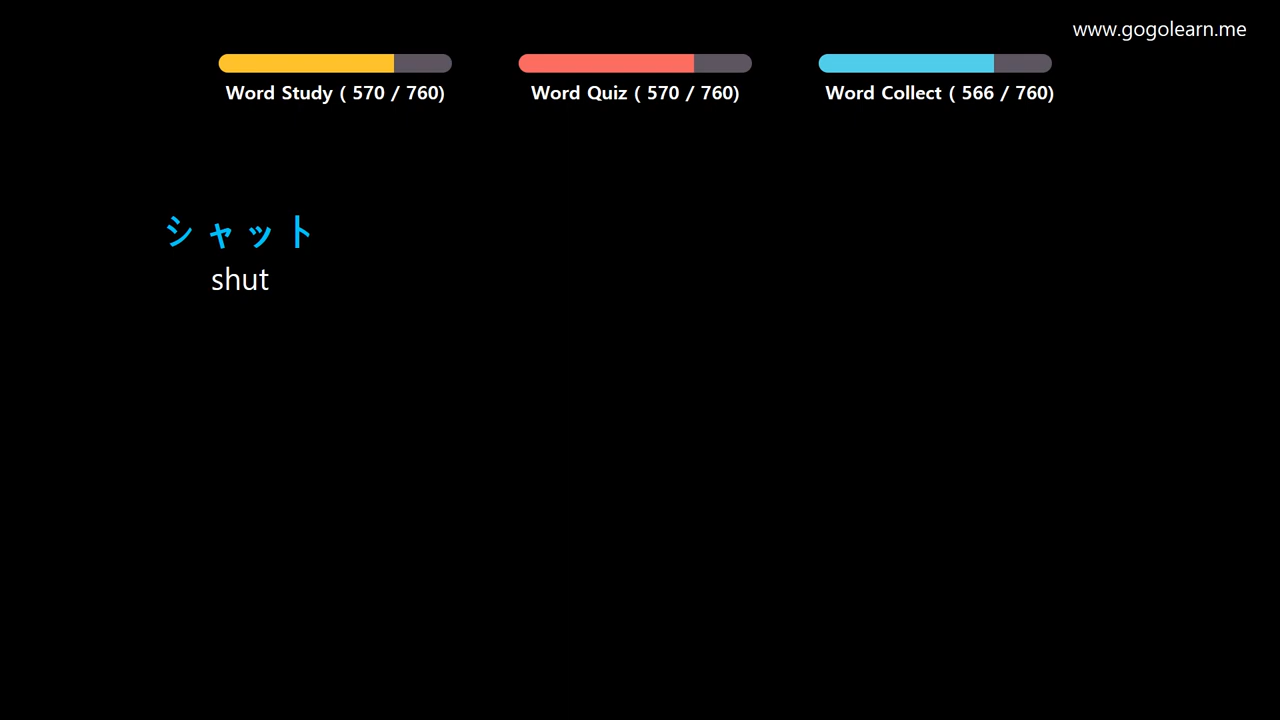 www.gogolearn.me
Word Study ( 570 / 760)
Word Quiz ( 570 / 760)
Word Collect ( 566 / 760)
シャット
shut